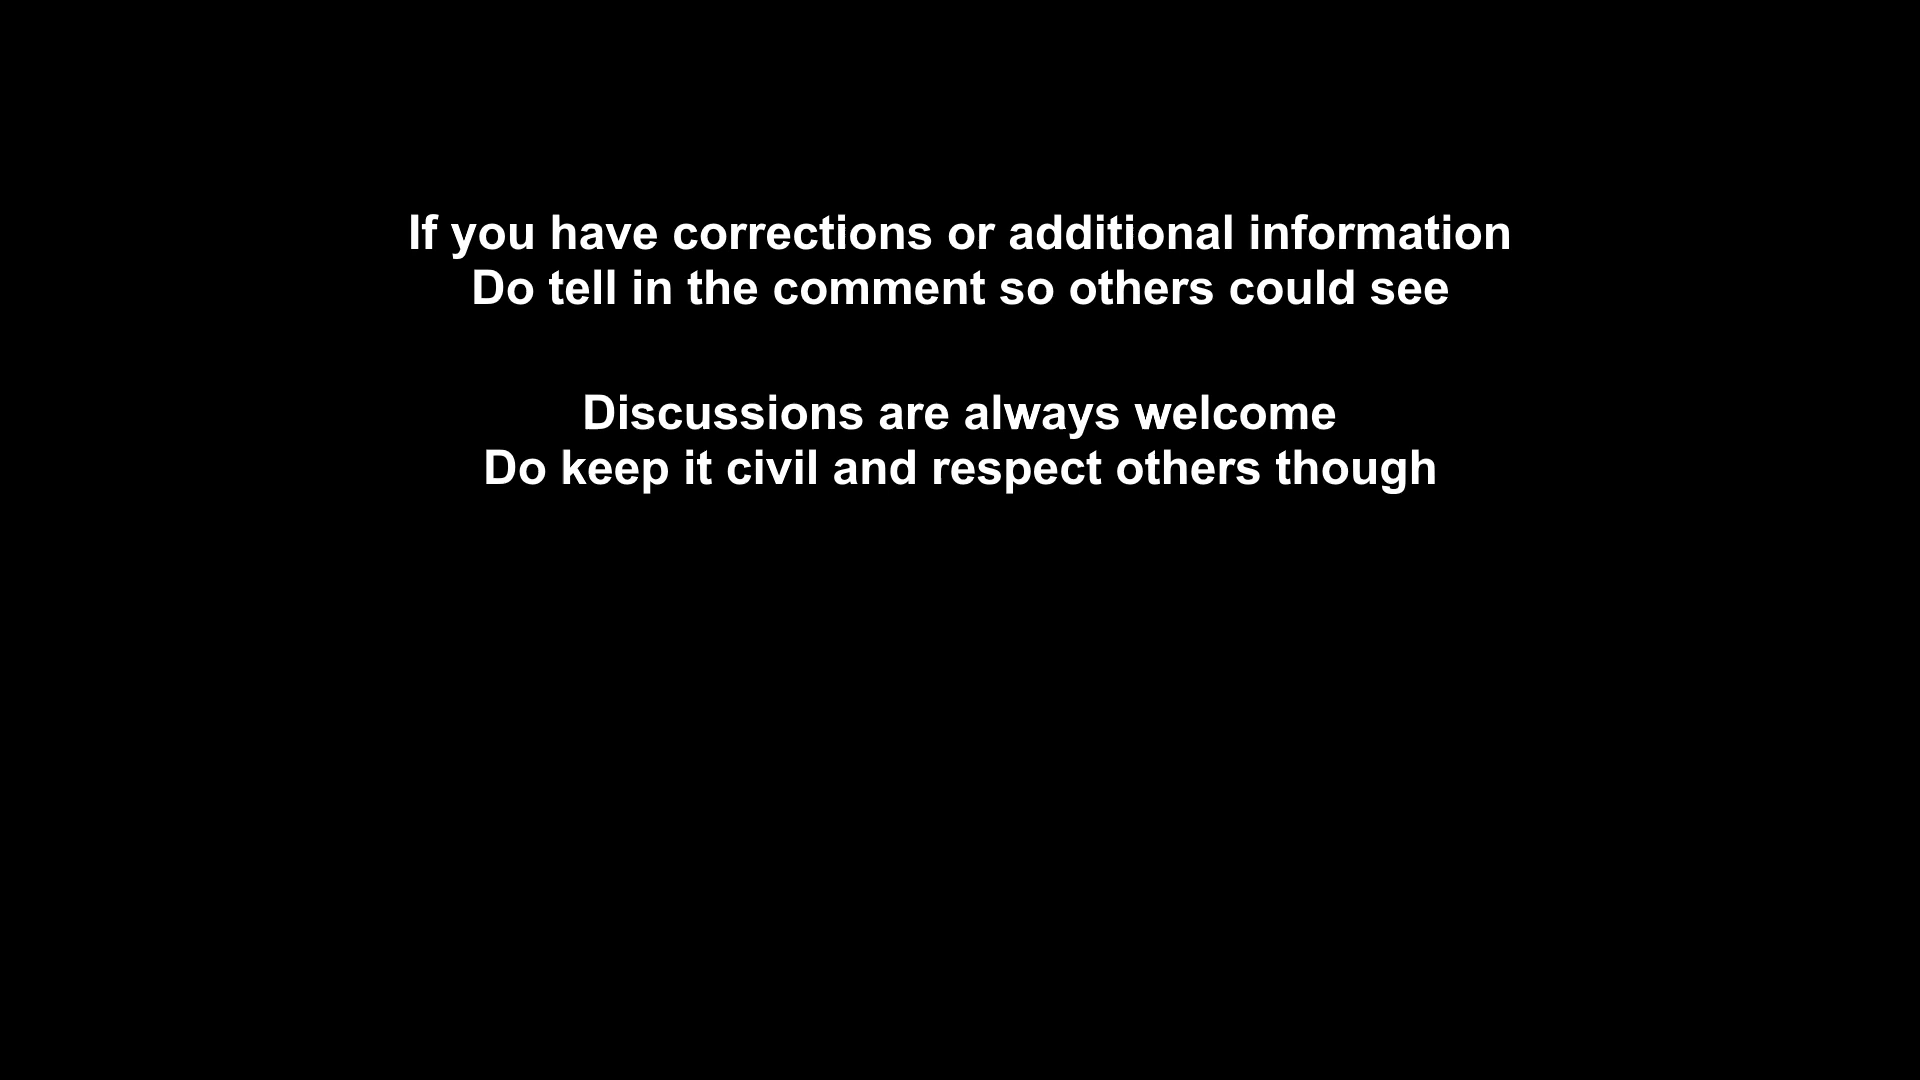 If you have corrections or additional information
Do tell in the comment so others could see
Discussions are always welcome
Do keep it civil and respect others though